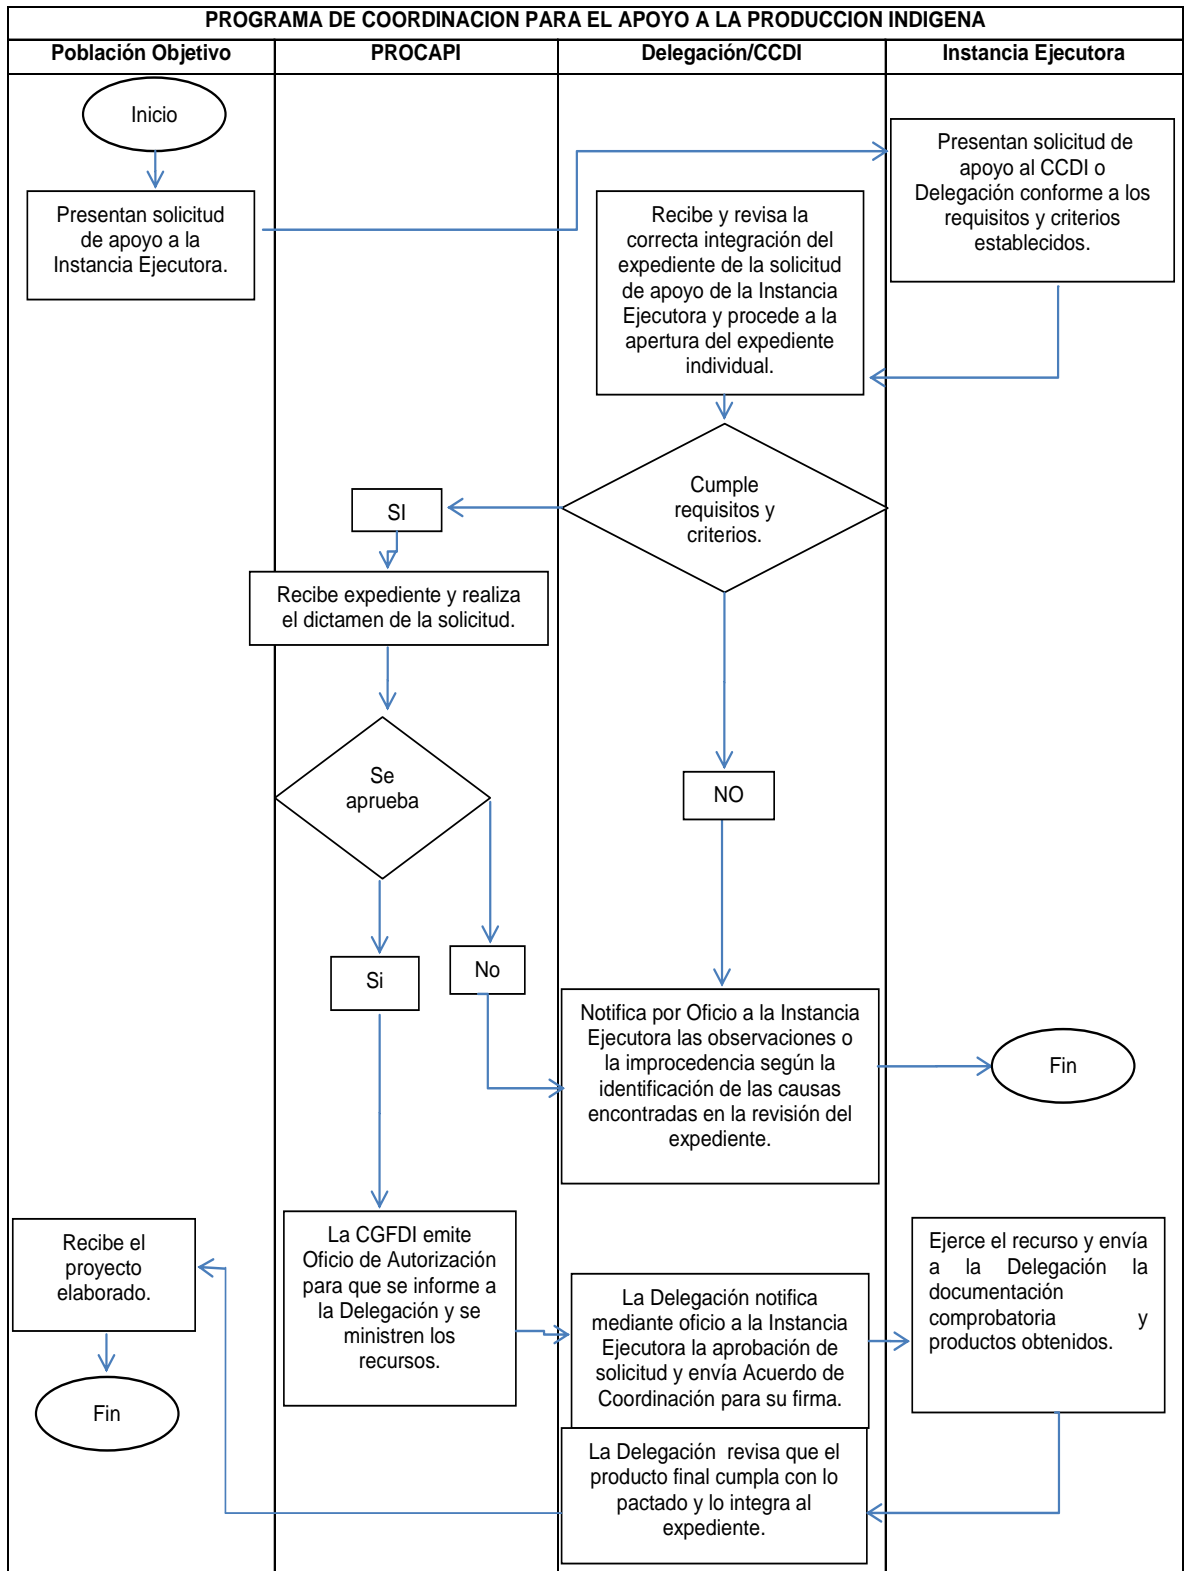 PROGRAMA DE COORDINACION PARA EL APOYO A LA PRODUCCION INDIGENA
Población Objetivo
PROCAPI
Delegación/CCDI
Instancia Ejecutora
Inicio
Presentan solicitud
de apoyo a la
Instancia Ejecutora.
Presentan solicitud de
apoyo al CCDI o
Delegación conforme a los
requisitos y criterios
establecidos.
Recibe y revisa la
correcta integración del
expediente de la solicitud
de apoyo de la Instancia
Ejecutora y procede a la
apertura del expediente
individual.
Cumple
requisitos y
criterios.
SI
Recibe expediente y realiza
el dictamen de la solicitud.
Se
aprueba
NO
Si
No
Notifica por Oficio a la Instancia
Ejecutora las observaciones o
la improcedencia según la
identificación de las causas
encontradas en la revisión del
expediente.
Fin
La CGFDI emite
Oficio de Autorización
para que se informe a
la Delegación y se
ministren los
recursos.
La Delegación notifica
mediante oficio a la Instancia
Ejecutora la aprobación de
solicitud y envía Acuerdo de
Coordinación para su firma.
Ejerce el recurso y envía
a la Delegación la
documentación
comprobatoria y
productos obtenidos.
La Delegación revisa que el
producto final cumpla con lo
pactado y lo integra al
expediente.
Recibe el
proyecto
elaborado.
Fin